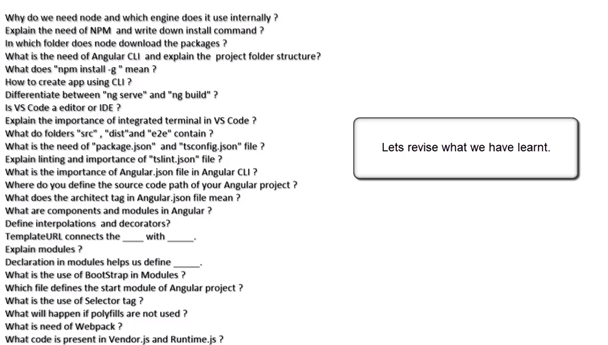 Why do we need node and which engine does it use internally ?
Explain the need of NPM and write down install command ?
In which folder does node download the packages ?
What is the need of Angular CLI and explain the project folder structure?
What does "npm install -g " mean ?
How to create app using CLI ?
Differentiate between "ng serve" and "ng build" ?
Is VS Code a editor or IDE ?
Explain the importance of integrated terminal in VS Code ?
What do folders "src" , "dist"and "e2e" contain ?
What is the need of "package.json" and "tsconfig.json" file ?
Explain linting and importance of "tslint.json" file ?
What is the importance of Angular.json file in Angular CLI ?
Where do you define the source code path of your Angular project ?
What does the architect tag in Angular.json file mean ?
What are components and modules in Angular ?
Define interpolations and decorators?
TemplateURL connects the ____ with _____.
Explain modules ?
Declaration in modules helps us define _____.
What is the use of BootStrap in Modules ?
Which file defines the start module of Angular project ?
What is the use of Selector tag ?
What will happen if polyfills are not used ?
What is need of Webpack ?
What code is present in Vendor.js and Runtime.js ?
Lets revise what we have learnt.